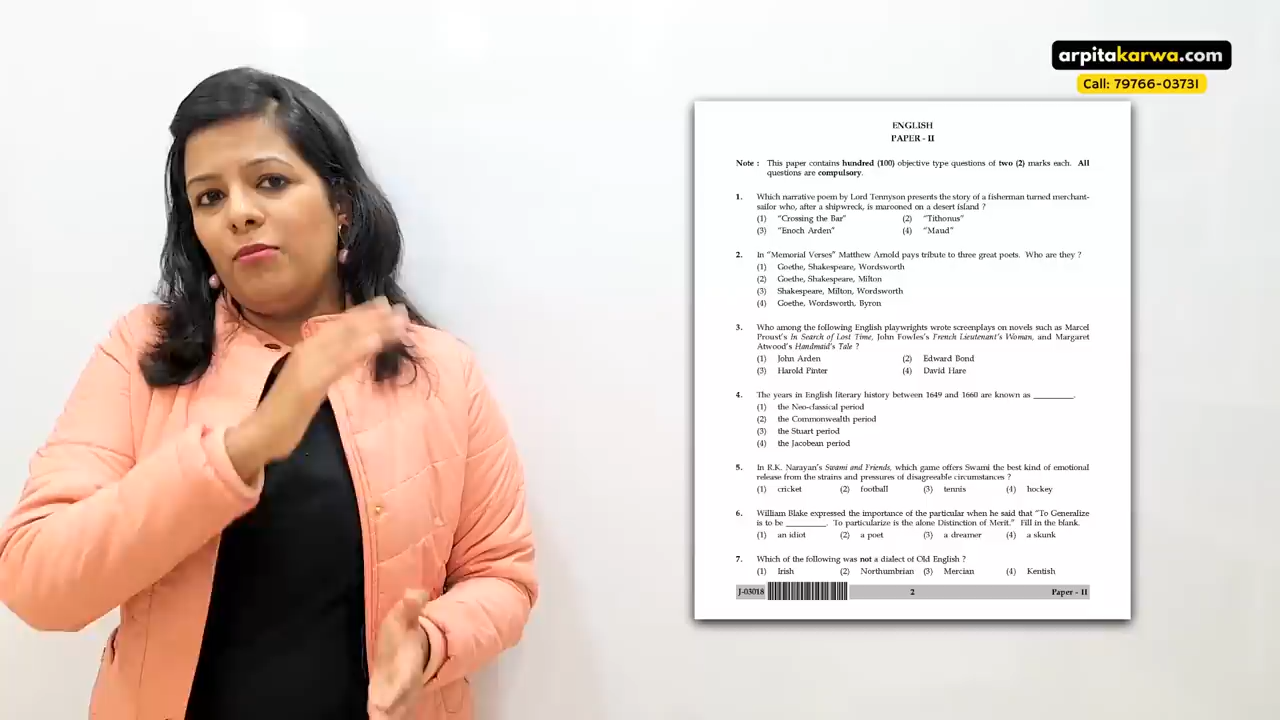 arpitakarwa.com
Call: 79766-03731
ENGLISH
PAPER - II
Note : This paper contains hundred (100) objective type questions of two (2) marks each. All
questions are compulsory.
1. Which narrative poem by Lord Tennyson presents the story of a fisherman turned merchant-
sailor who, after a shipwreck, is marooned on a desert island ?
(1) "Crossing the Bar" (2) "Tithonus"
(3) "Enoch Arden" (4) "Maud"
2. In "Memorial Verses" Matthew Arnold pays tribute to three great poets. Who are they ?
(1) Goethe, Shakespeare, Wordsworth
(2) Goethe, Shakespeare, Milton
(3) Shakespeare, Milton, Wordsworth
(4) Goethe, Wordsworth, Byron
3. Who among the following English playwrights wrote screenplays on novels such as Marcel
Proust's In Search of Lost Time, John Fowles's French Lieutenant's Woman, and Margaret
Atwood's Handmaid's Tale ?
(1) John Arden (2) Edward Bond
(3) Harold Pinter (4) David Hare
4. The years in English literary history between 1649 and 1660 are known as _________.
(1) the Neo-classical period
(2) the Commonwealth period
(3) the Stuart period
(4) the Jacobean period
5. In R.K. Narayan's Swami and Friends, which game offers Swami the best kind of emotional
release from the strains and pressures of disagreeable circumstances ?
(1) cricket (2) football (3) tennis (4) hockey
6. William Blake expressed the importance of the particular when he said that "To Generalize
is to be _________. To particularize is the alone Distinction of Merit." Fill in the blank.
(1) an idiot (2) a poet (3) a dreamer (4) a skunk
7. Which of the following was not a dialect of Old English ?
(1) Irish (2) Northumbrian (3) Mercian (4) Kentish
J-03018 2 Paper - II